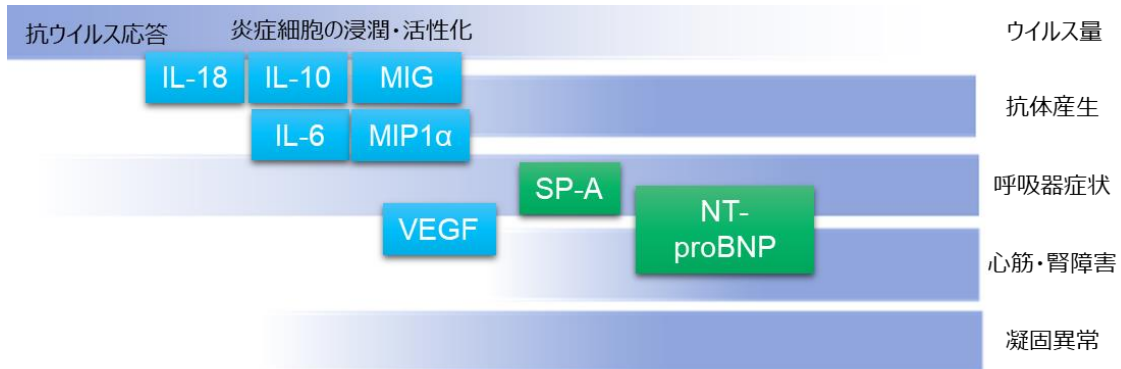 抗ウイルス応答
炎症細胞の浸潤・活性化
ウイルス量
IL-18
IL-10
MIG
抗体産生
IL-6
MIP1α
呼吸器症状
SP-A
NT-
proBNP
VEGF
心筋・腎障害
凝固異常